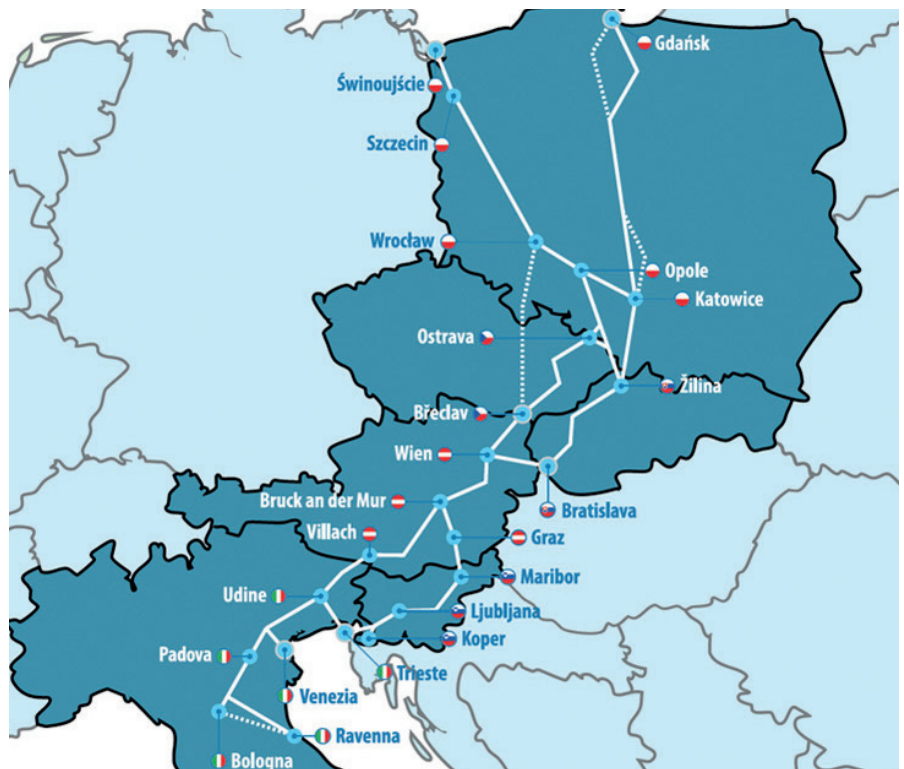 Gdańsk
Świnoujście
Szczecin
Wrocław
Opole
Katowice
Ostrava
Žilina
Břeclav
Wien
Bruck an der Mur
Bratislava
Villach
Graz
Maribor
Udine
Ljubljana
Koper
Padova
Trieste
Venezia
Ravenna
Bologna